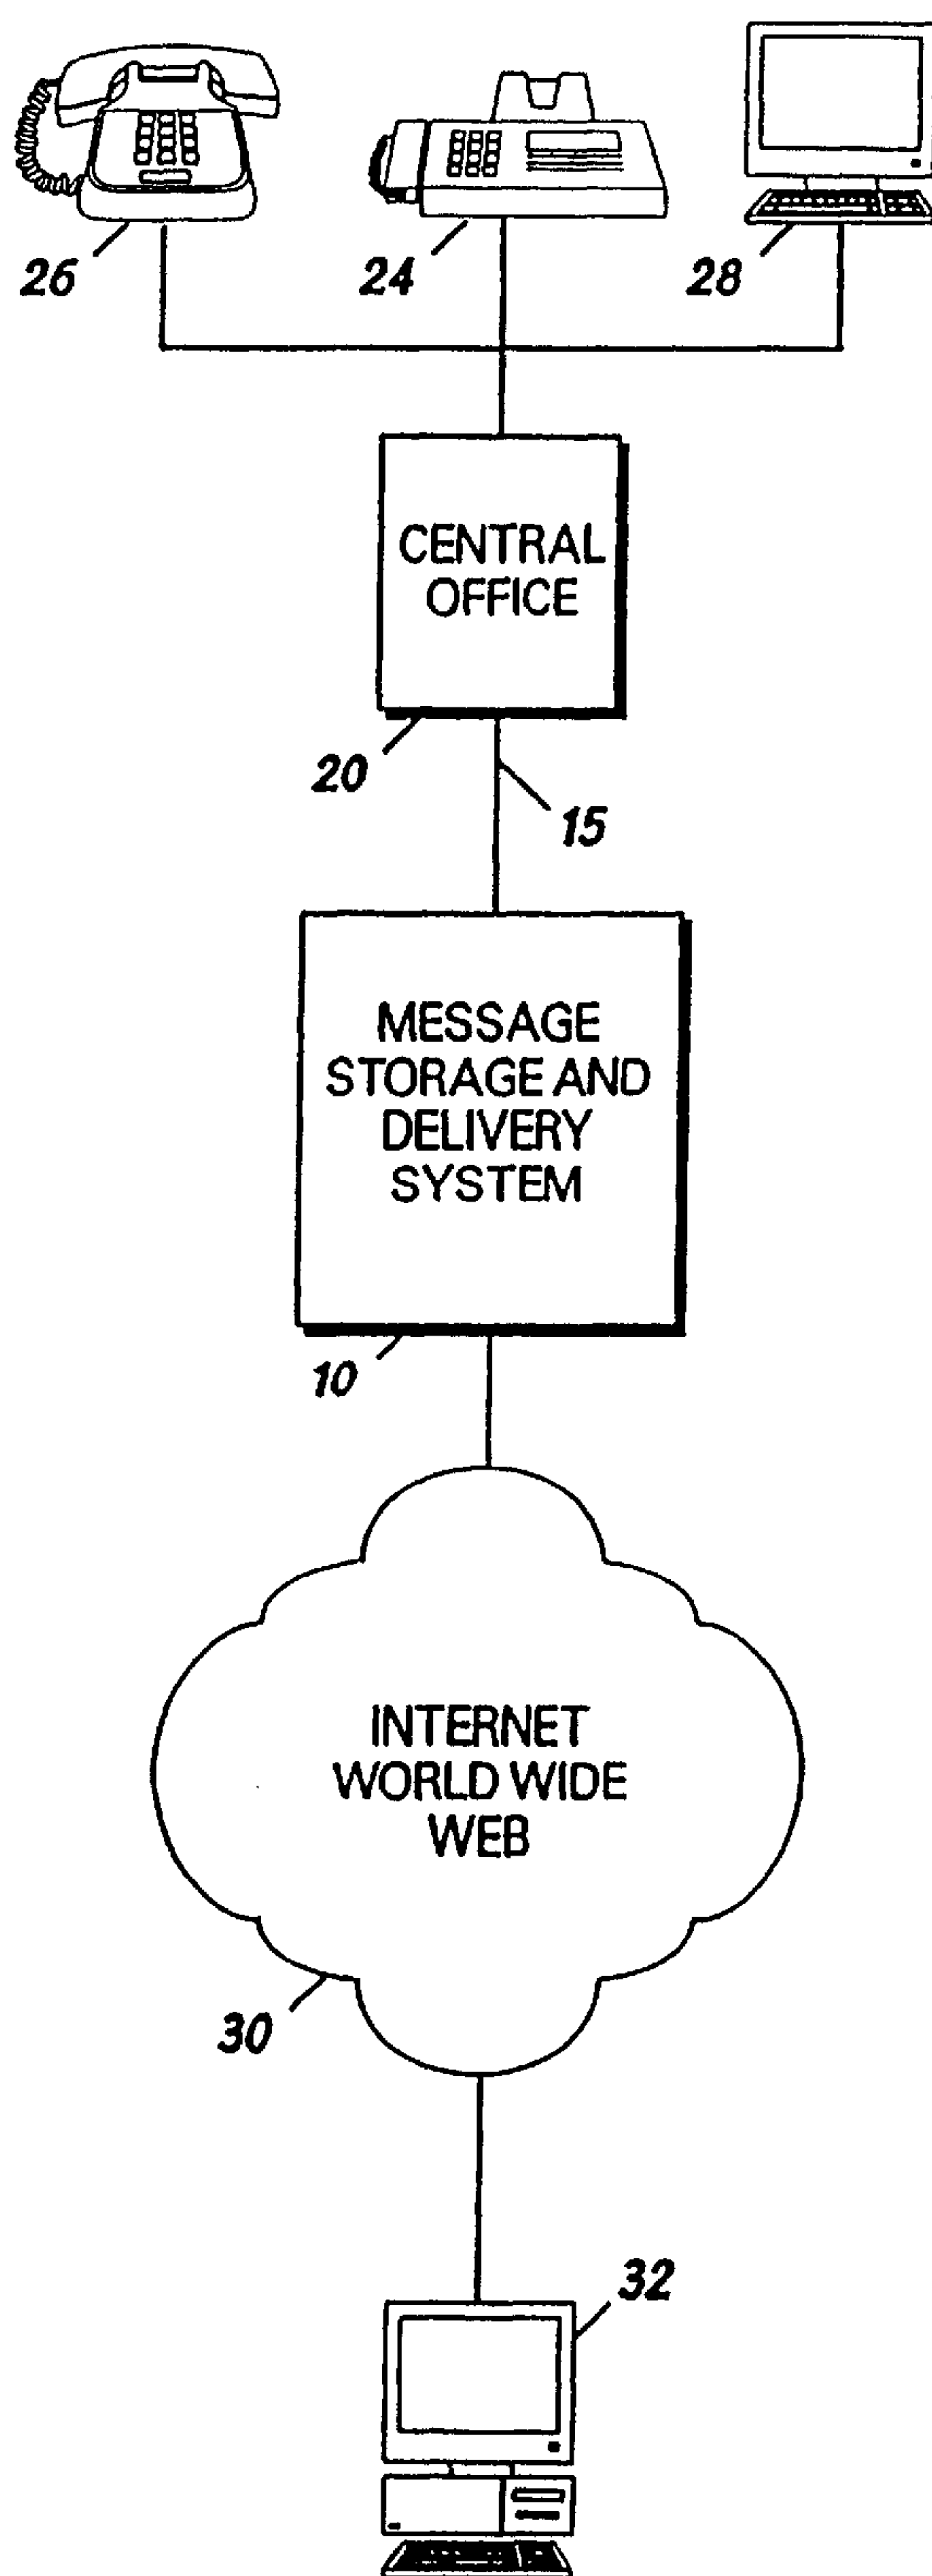 26
24
28
CENTRAL
OFFICE
20
15
MESSAGE
STORAGE AND
DELIVERY
SYSTEM
10
INTERNET
WORLD WIDE
WEB
30
32